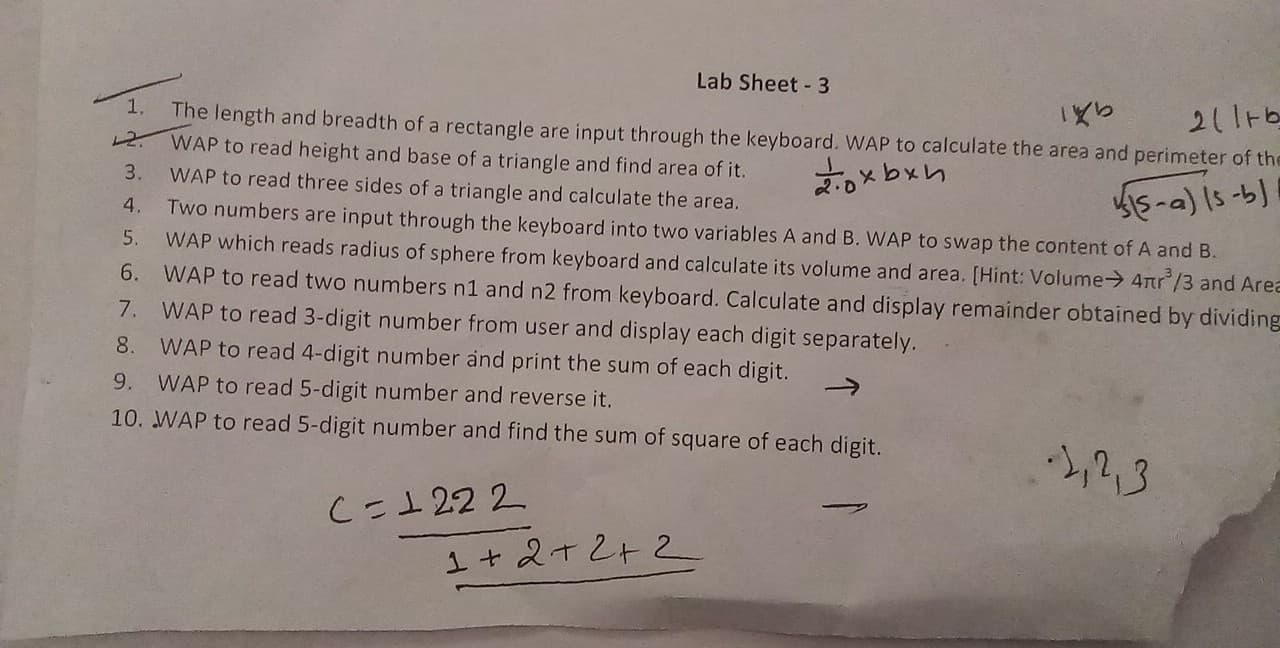 Lab Sheet - 3
1. The length and breadth of a rectangle are input through the keyboard. WAP to calculate the area and perimeter of the
l×b 2(l+b
2. WAP to read height and base of a triangle and find area of it.
1/2.0 × b×h
3. WAP to read three sides of a triangle and calculate the area.
√s(s-a)(s-b)
4. Two numbers are input through the keyboard into two variables A and B. WAP to swap the content of A and B.
5. WAP which reads radius of sphere from keyboard and calculate its volume and area. [Hint: Volume→ 4πr³/3 and Area
6. WAP to read two numbers n1 and n2 from keyboard. Calculate and display remainder obtained by dividing
7. WAP to read 3-digit number from user and display each digit separately.
8. WAP to read 4-digit number and print the sum of each digit. →
9. WAP to read 5-digit number and reverse it.
10. WAP to read 5-digit number and find the sum of square of each digit.
1,2,3
C = 1222
1+2+2+2